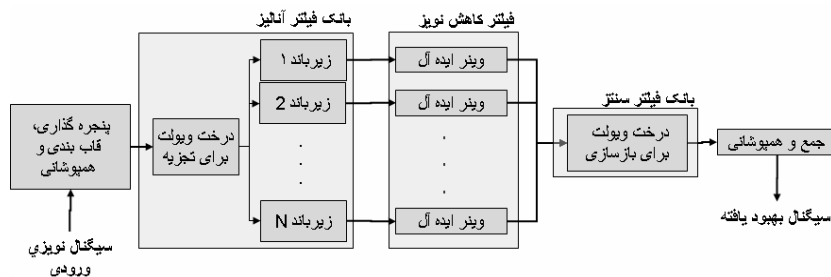 بانک فیلتر آنالیز
فیلتر کاهش نویز
بانک فیلتر سنتز
پنجره گذاری،
قاب بندی و
همپوشانی
سیگنال نویزي
ورودی
درخت ویولت
برای تجزیه
زیرباند ۱
زیرباند 2
.
.
.
زیرباند N
وینر ایده آل
وینر ایده آل
.
.
.
وینر ایده آل
درخت ویولت
برای بازسازی
جمع و همپوشانی
سیگنال بهبود یافته